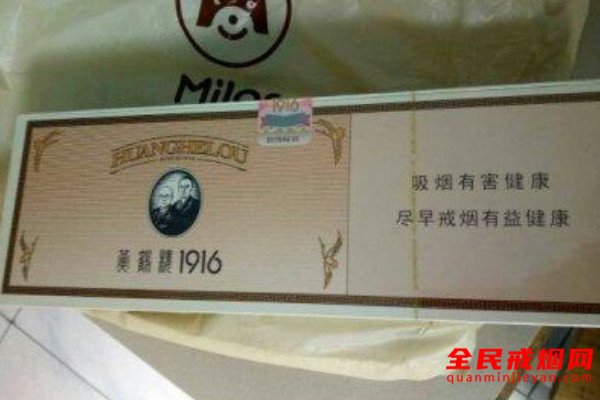 Milos
1916
HUANGHELOU
黄鹤楼1916
吸烟有害健康
尽早戒烟有益健康
全民戒烟网
quanminjieyan.com